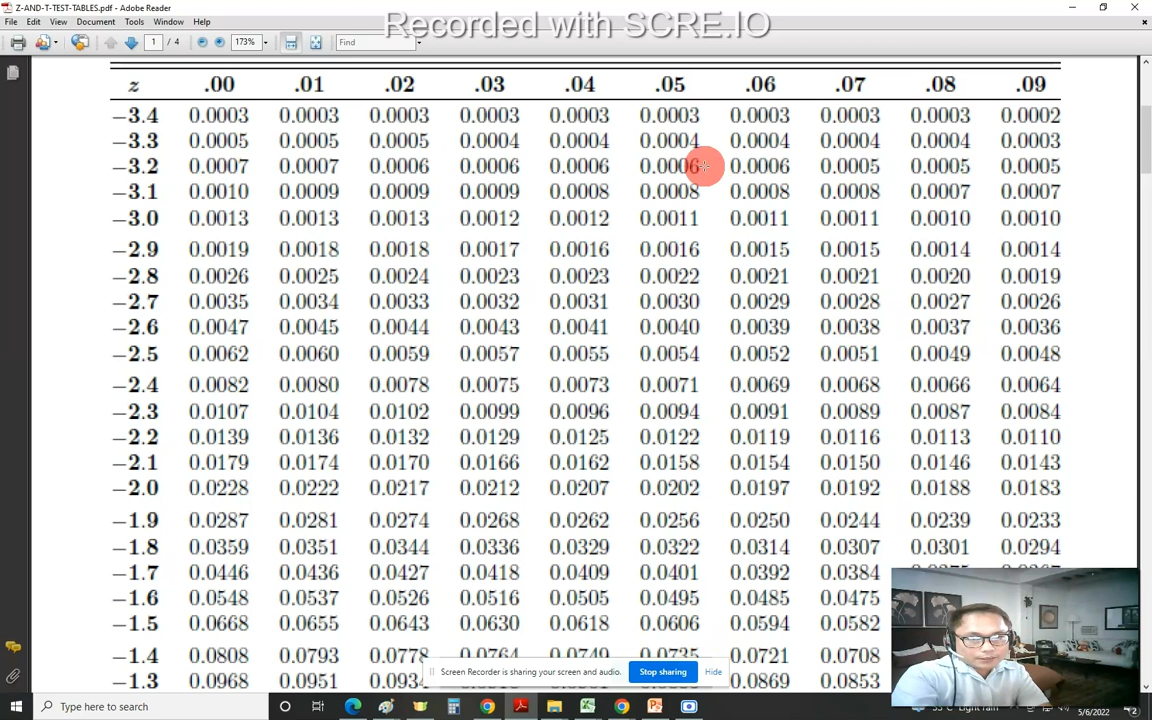 Z-AND-T-TEST-TABLES.pdf - Adobe Reader
Recorded with SCRE.IO
File Edit View Document Tools Window Help
1 / 4 173% Find
z .00 .01 .02 .03 .04 .05 .06 .07 .08 .09
−3.4 0.0003 0.0003 0.0003 0.0003 0.0003 0.0003 0.0003 0.0003 0.0003 0.0002
−3.3 0.0005 0.0005 0.0005 0.0004 0.0004 0.0004 0.0004 0.0004 0.0004 0.0003
−3.2 0.0007 0.0007 0.0006 0.0006 0.0006 0.0006 0.0006 0.0005 0.0005 0.0005
−3.1 0.0010 0.0009 0.0009 0.0009 0.0008 0.0008 0.0008 0.0008 0.0007 0.0007
−3.0 0.0013 0.0013 0.0013 0.0012 0.0012 0.0011 0.0011 0.0011 0.0010 0.0010
−2.9 0.0019 0.0018 0.0018 0.0017 0.0016 0.0016 0.0015 0.0015 0.0014 0.0014
−2.8 0.0026 0.0025 0.0024 0.0023 0.0023 0.0022 0.0021 0.0021 0.0020 0.0019
−2.7 0.0035 0.0034 0.0033 0.0032 0.0031 0.0030 0.0029 0.0028 0.0027 0.0026
−2.6 0.0047 0.0045 0.0044 0.0043 0.0041 0.0040 0.0039 0.0038 0.0037 0.0036
−2.5 0.0062 0.0060 0.0059 0.0057 0.0055 0.0054 0.0052 0.0051 0.0049 0.0048
−2.4 0.0082 0.0080 0.0078 0.0075 0.0073 0.0071 0.0069 0.0068 0.0066 0.0064
−2.3 0.0107 0.0104 0.0102 0.0099 0.0096 0.0094 0.0091 0.0089 0.0087 0.0084
−2.2 0.0139 0.0136 0.0132 0.0129 0.0125 0.0122 0.0119 0.0116 0.0113 0.0110
−2.1 0.0179 0.0174 0.0170 0.0166 0.0162 0.0158 0.0154 0.0150 0.0146 0.0143
−2.0 0.0228 0.0222 0.0217 0.0212 0.0207 0.0202 0.0197 0.0192 0.0188 0.0183
−1.9 0.0287 0.0281 0.0274 0.0268 0.0262 0.0256 0.0250 0.0244 0.0239 0.0233
−1.8 0.0359 0.0351 0.0344 0.0336 0.0329 0.0322 0.0314 0.0307 0.0301 0.0294
−1.7 0.0446 0.0436 0.0427 0.0418 0.0409 0.0401 0.0392 0.0384
−1.6 0.0548 0.0537 0.0526 0.0516 0.0505 0.0495 0.0485 0.0475
−1.5 0.0668 0.0655 0.0643 0.0630 0.0618 0.0606 0.0594 0.0582
−1.4 0.0808 0.0793 0.0778 0.0764 0.0749 0.0735 0.0721 0.0708
−1.3 0.0968 0.0951 0.0869 0.0853
Screen Recorder is sharing your screen and audio. Stop sharing Hide
Type here to search
Light rain
5/6/2022